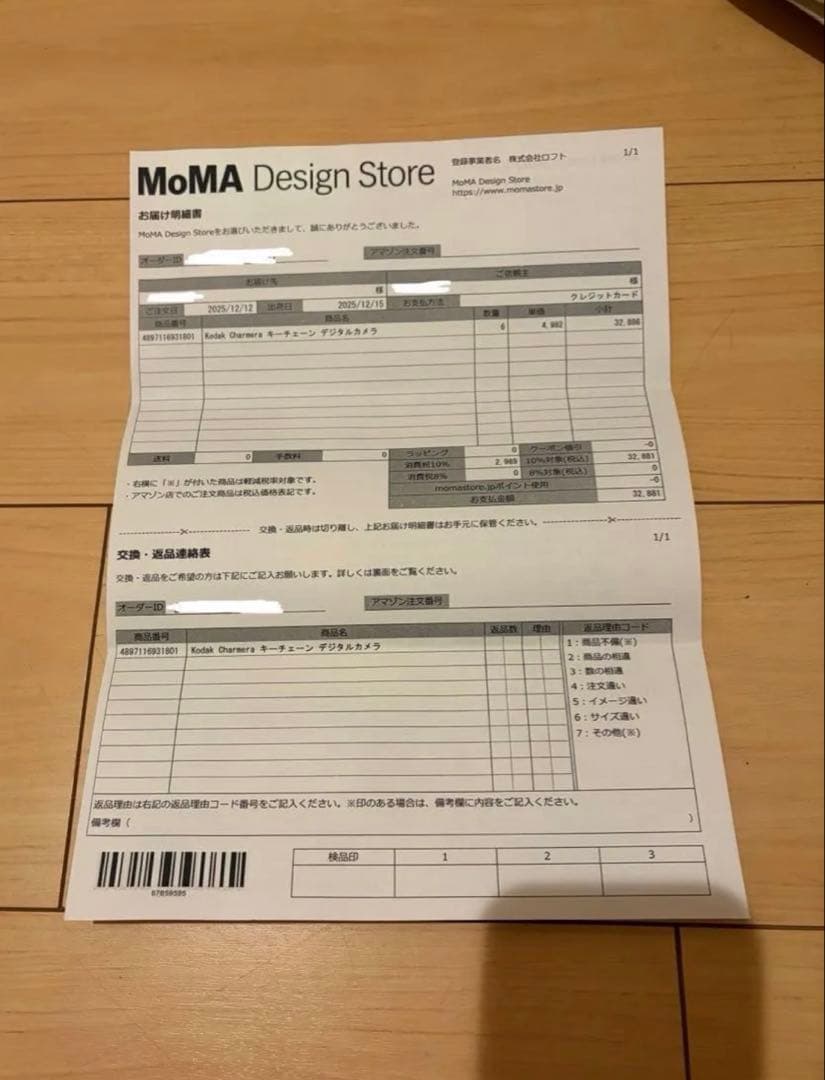 MoMA Design Store
登録事業者名 株式会社ロフト
1/1
MoMA Design Store
https://www.momastore.jp
お届け明細書
MoMA Design Storeをお選びいただきまして、誠にありがとうございました。
オーダーID アマゾン注文番号
お届け先 ご依頼主
様 様
ご注文日 2025/12/12 出荷日 2025/12/15 お支払方法 クレジットカード
商品番号 商品名 数量 単価 小計
4897116931801 Kodak Charmera キーチェーン デジタルカメラ 6 4,982 32,886
送料 0 手数料 0 ラッピング 0 クーポン値引 -0
消費税10% 2,989 10%対象(税込) 32,881
消費税8% 0 8%対象(税込) 0
momastore.jpポイント使用 -0
お支払金額 32,881
・右横に「※」が付いた商品は軽減税率対象です。
・アマゾン店でのご注文商品は税込価格表記です。
交換・返品時は切り離し、上記お届け明細書はお手元に保管ください。
1/1
交換・返品連絡表
交換・返品をご希望の方は下記にご記入お願いします。詳しくは裏面をご覧ください。
オーダーID アマゾン注文番号
商品番号 商品名 返品数 理由 返品理由コード
4897116931801 Kodak Charmera キーチェーン デジタルカメラ
1：商品不備(※)
2：商品の相違
3：数の相違
4：注文違い
5：イメージ違い
6：サイズ違い
7：その他(※)
返品理由は右記の返品理由コード番号をご記入ください。※印のある場合は、備考欄に内容をご記入ください。
備考欄（ ）
検品印 1 2 3
67859595